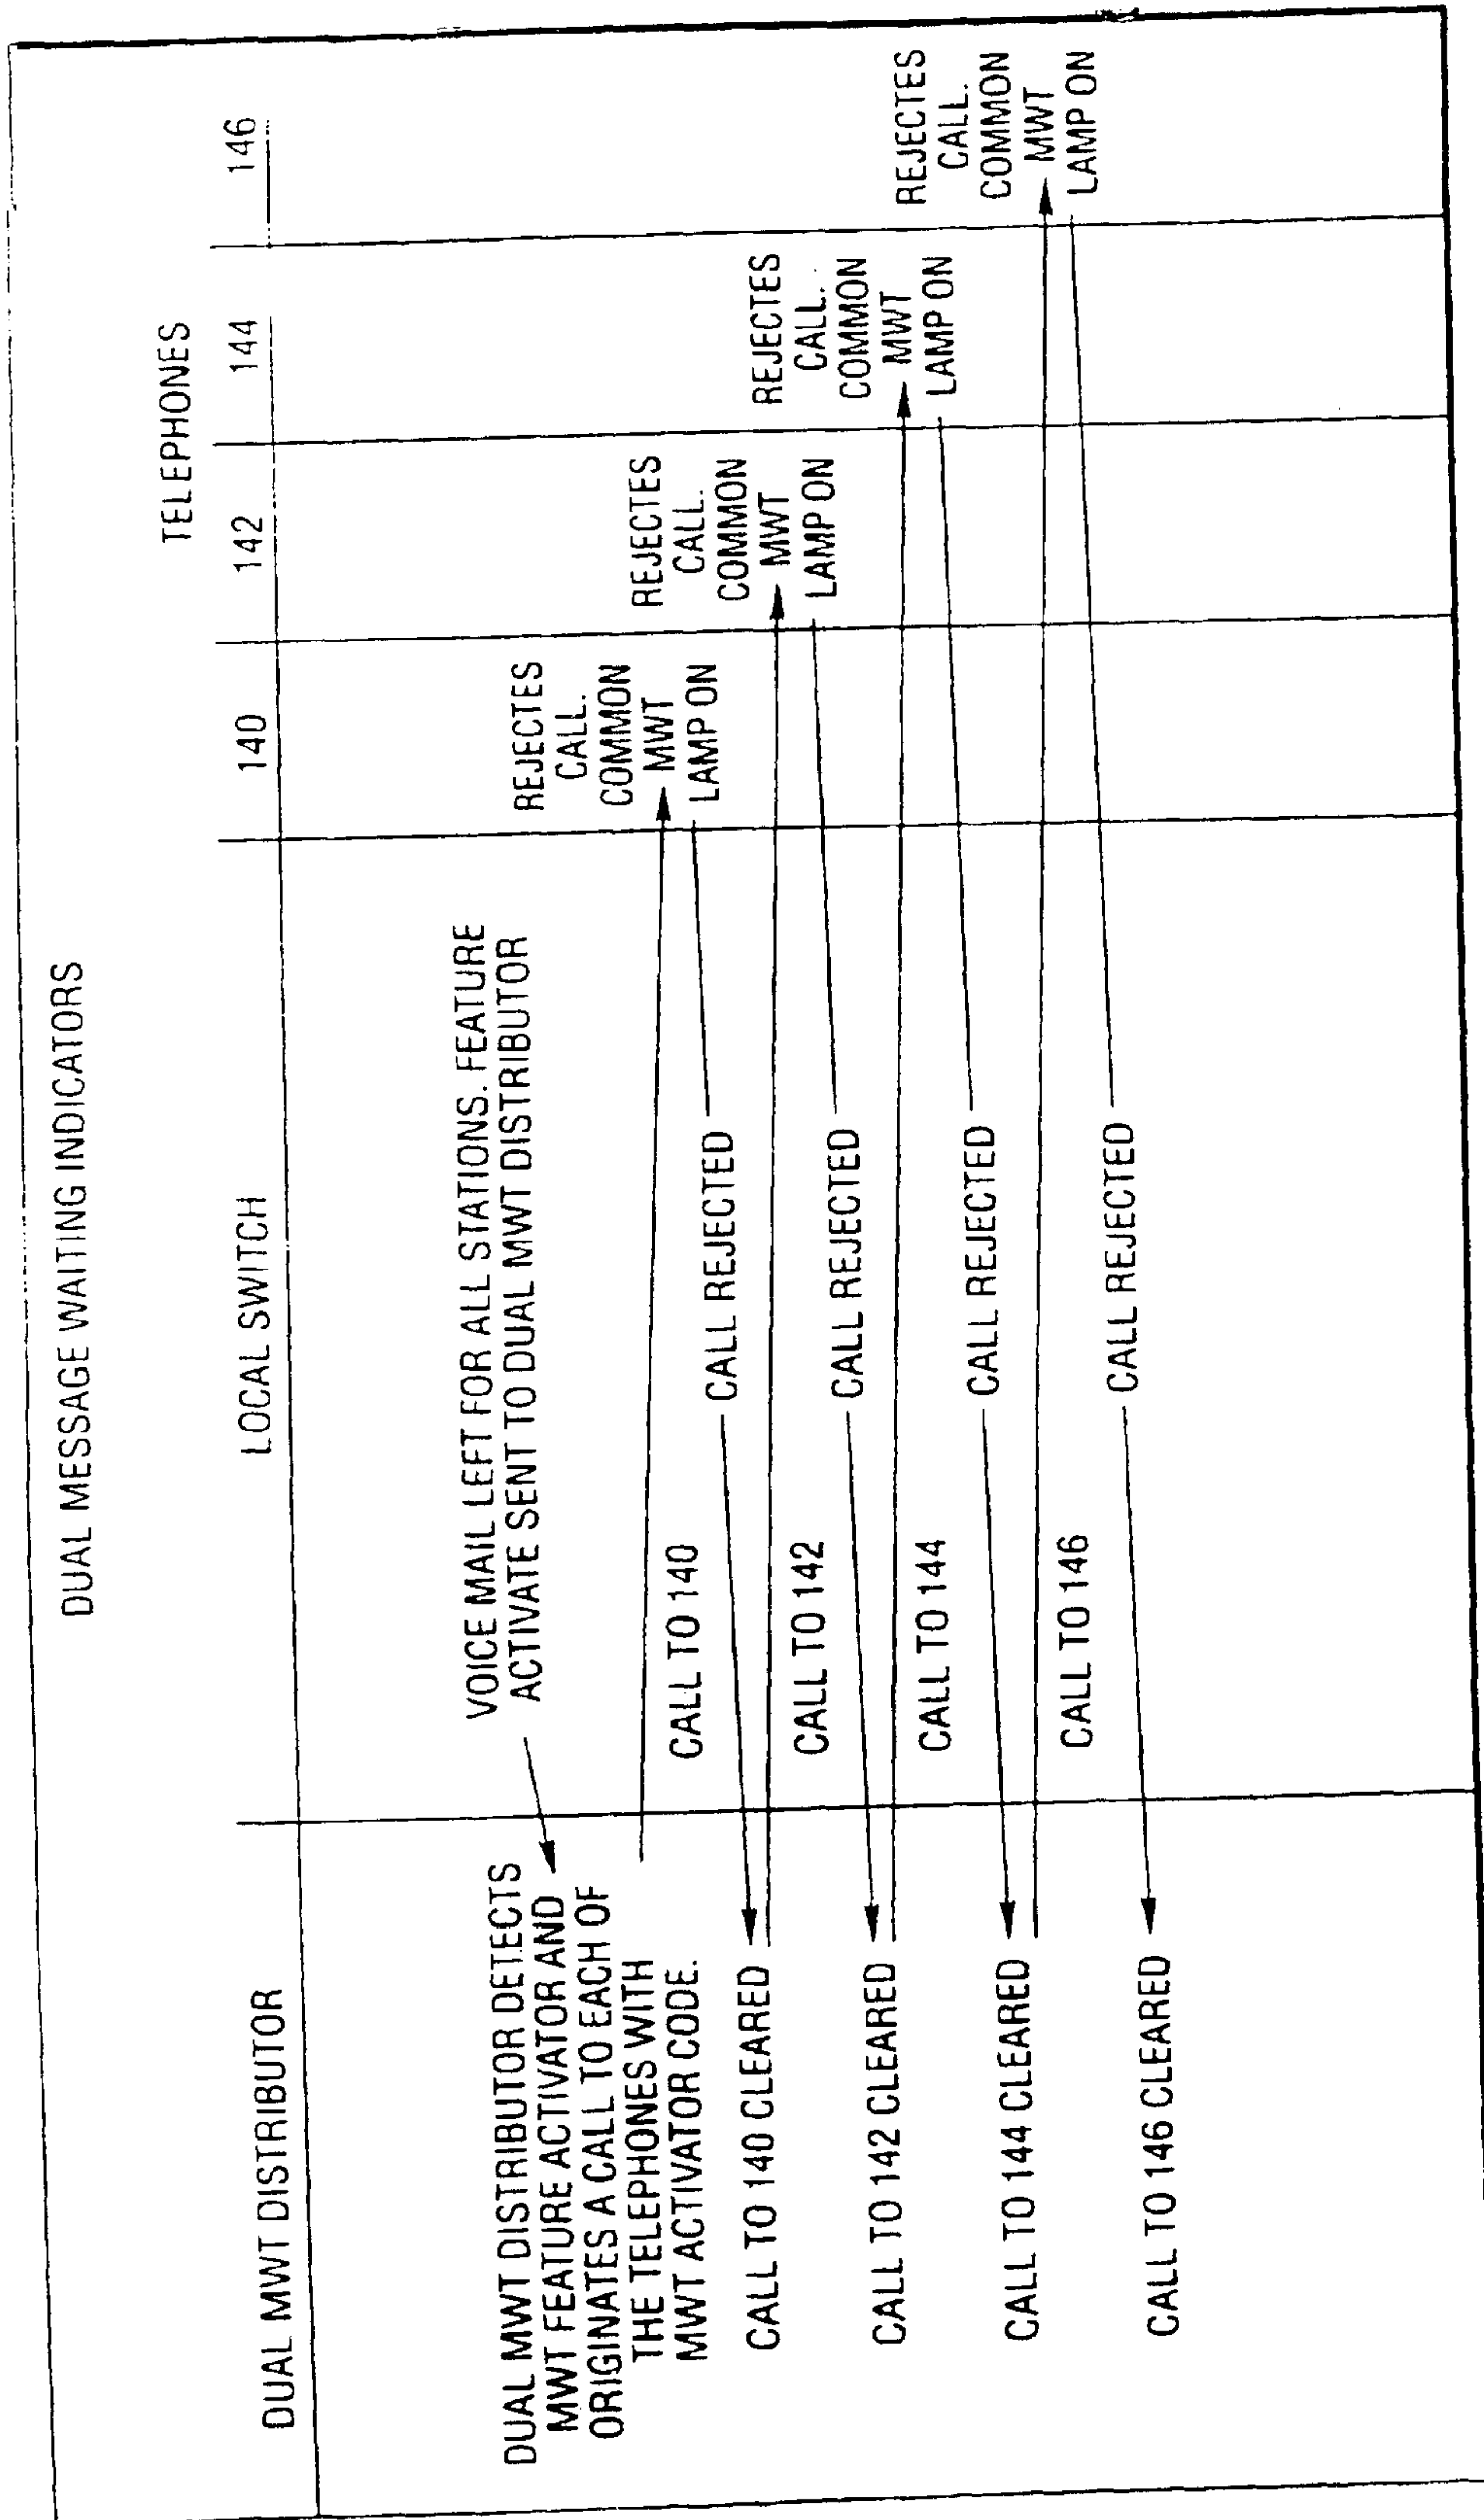 DUAL MESSAGE WAITING INDICATORS
DUAL MWT DISTRIBUTOR
LOCAL SWITCH
TELEPHONES
140
142
144
146
VOICE MAIL LEFT FOR ALL STATIONS. FEATURE
ACTIVATE SENT TO DUAL MWT DISTRIBUTOR
DUAL MWT DISTRIBUTOR DETECTS
MWT FEATURE ACTIVATOR AND
ORIGINATES A CALL TO EACH OF
THE TELEPHONES WITH
MWT ACTIVATOR CODE.
CALL TO 140
REJECTES
CALL.
COMMON
MWT
LAMP ON
CALL REJECTED
CALL TO 140 CLEARED
CALL TO 142
REJECTES
CALL.
COMMON
MWT
LAMP ON
CALL REJECTED
CALL TO 142 CLEARED
CALL TO 144
REJECTES
CALL.
COMMON
MWT
LAMP ON
CALL REJECTED
CALL TO 144 CLEARED
CALL TO 146
REJECTES
CALL.
COMMON
MWT
LAMP ON
CALL REJECTED
CALL TO 146 CLEARED